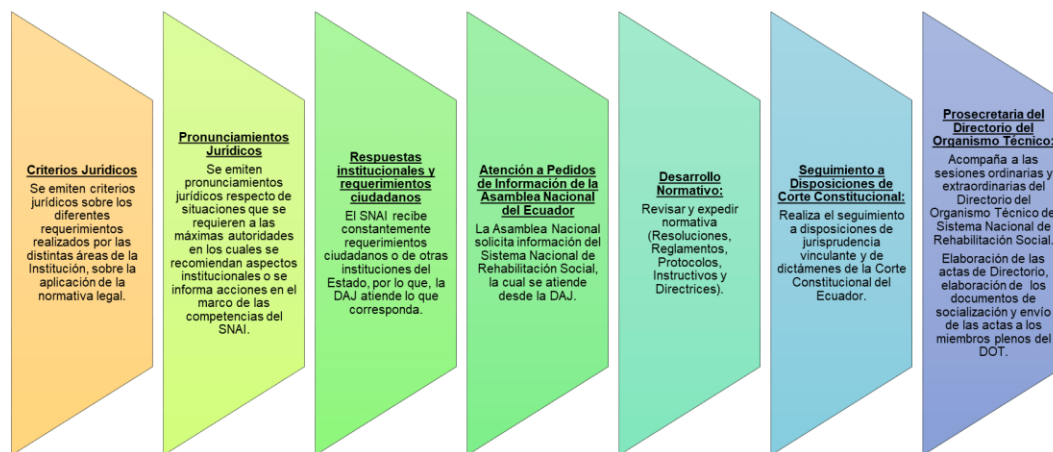 Criterios Jurídicos
Se emiten criterios
jurídicos sobre los
diferentes
requerimientos
realizados por las
distintas áreas de la
Institución, sobre la
aplicación de la
normativa legal.
Pronunciamientos
Jurídicos
Se emiten
pronunciamientos
jurídicos respecto de
situaciones que se
requieren a las
máximas autoridades
en los cuales se
recomiendan aspectos
institucionales o se
informa acciones en el
marco de las
competencias del
SNAI.
Respuestas
institucionales y
requerimientos
ciudadanos
El SNAI recibe
constantemente
requerimientos
ciudadanos o de otras
instituciones del
Estado, por lo que, la
DAJ atiende lo que
corresponda.
Atención a Pedidos
de Información de la
Asamblea Nacional
del Ecuador
La Asamblea Nacional
solicita información del
Sistema Nacional de
Rehabilitación Social,
la cual se atiende
desde la DAJ.
Desarrollo
Normativo:
Revisar y expedir
normativa
(Resoluciones,
Reglamentos,
Protocolos,
Instructivos y
Directrices).
Seguimiento a
Disposiciones de
Corte Constitucional:
Realiza el seguimiento
a disposiciones de
jurisprudencia
vinculante y de
dictámenes de la Corte
Constitucional del
Ecuador.
Prosecretaria del
Directorio del
Organismo Técnico:
Acompaña a las
sesiones ordinarias y
extraordinarias del
Directorio del
Organismo Técnico del
Sistema Nacional de
Rehabilitación Social.
Elaboración de las
actas de Directorio,
elaboración de los
documentos de
socialización y envío
de las actas a los
miembros plenos del
DOT.